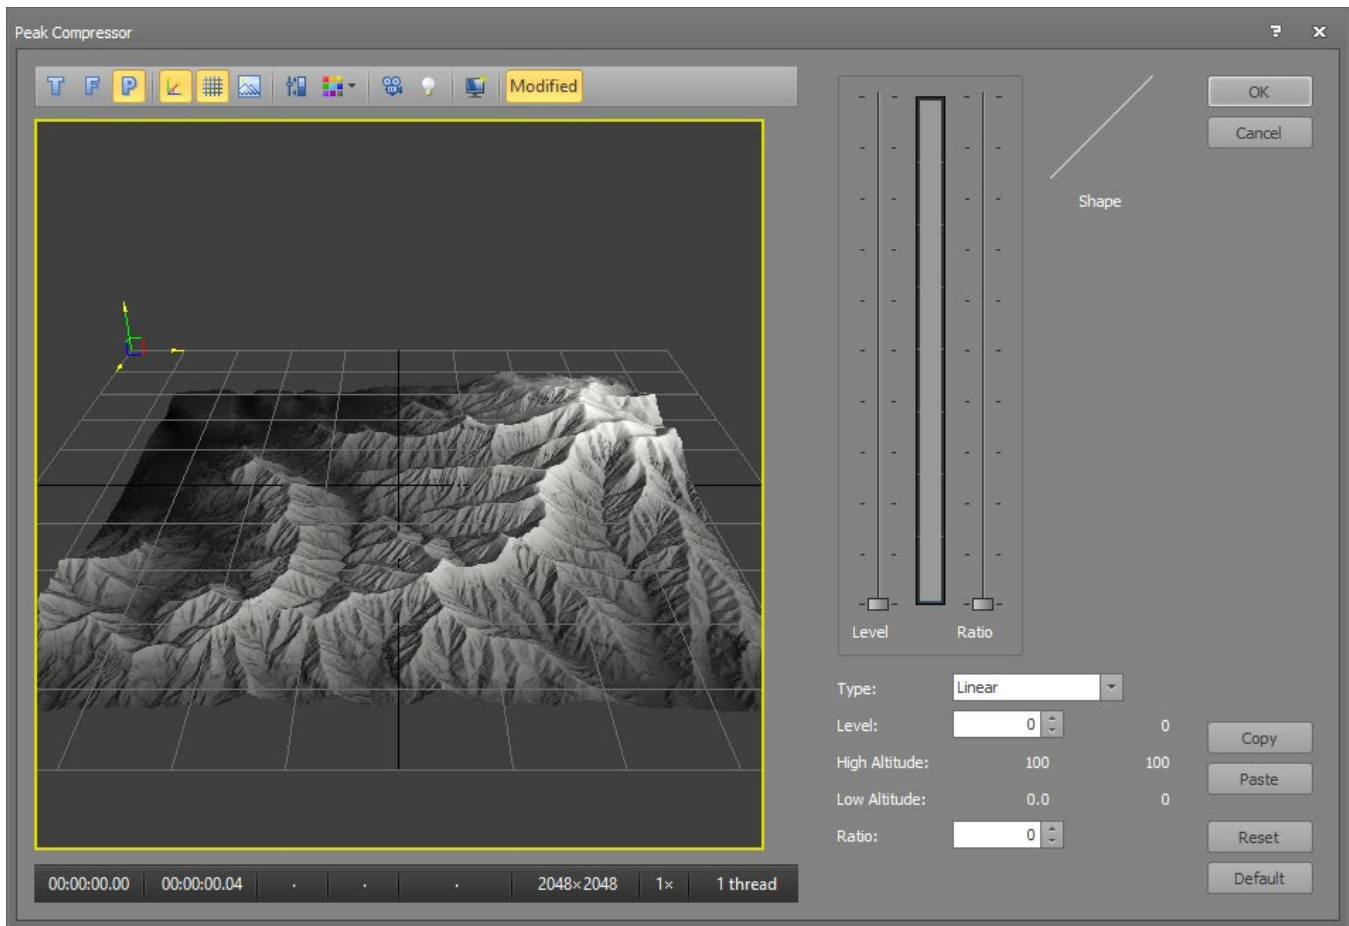 Peak Compressor
T F P Modified
OK
Cancel
Shape
Level Ratio
Type: Linear
Level: 0 0
High Altitude: 100 100
Low Altitude: 0.0 0
Ratio: 0
Copy
Paste
Reset
Default
00:00:00.00 00:00:00.04 . . . 2048×2048 1× 1 thread